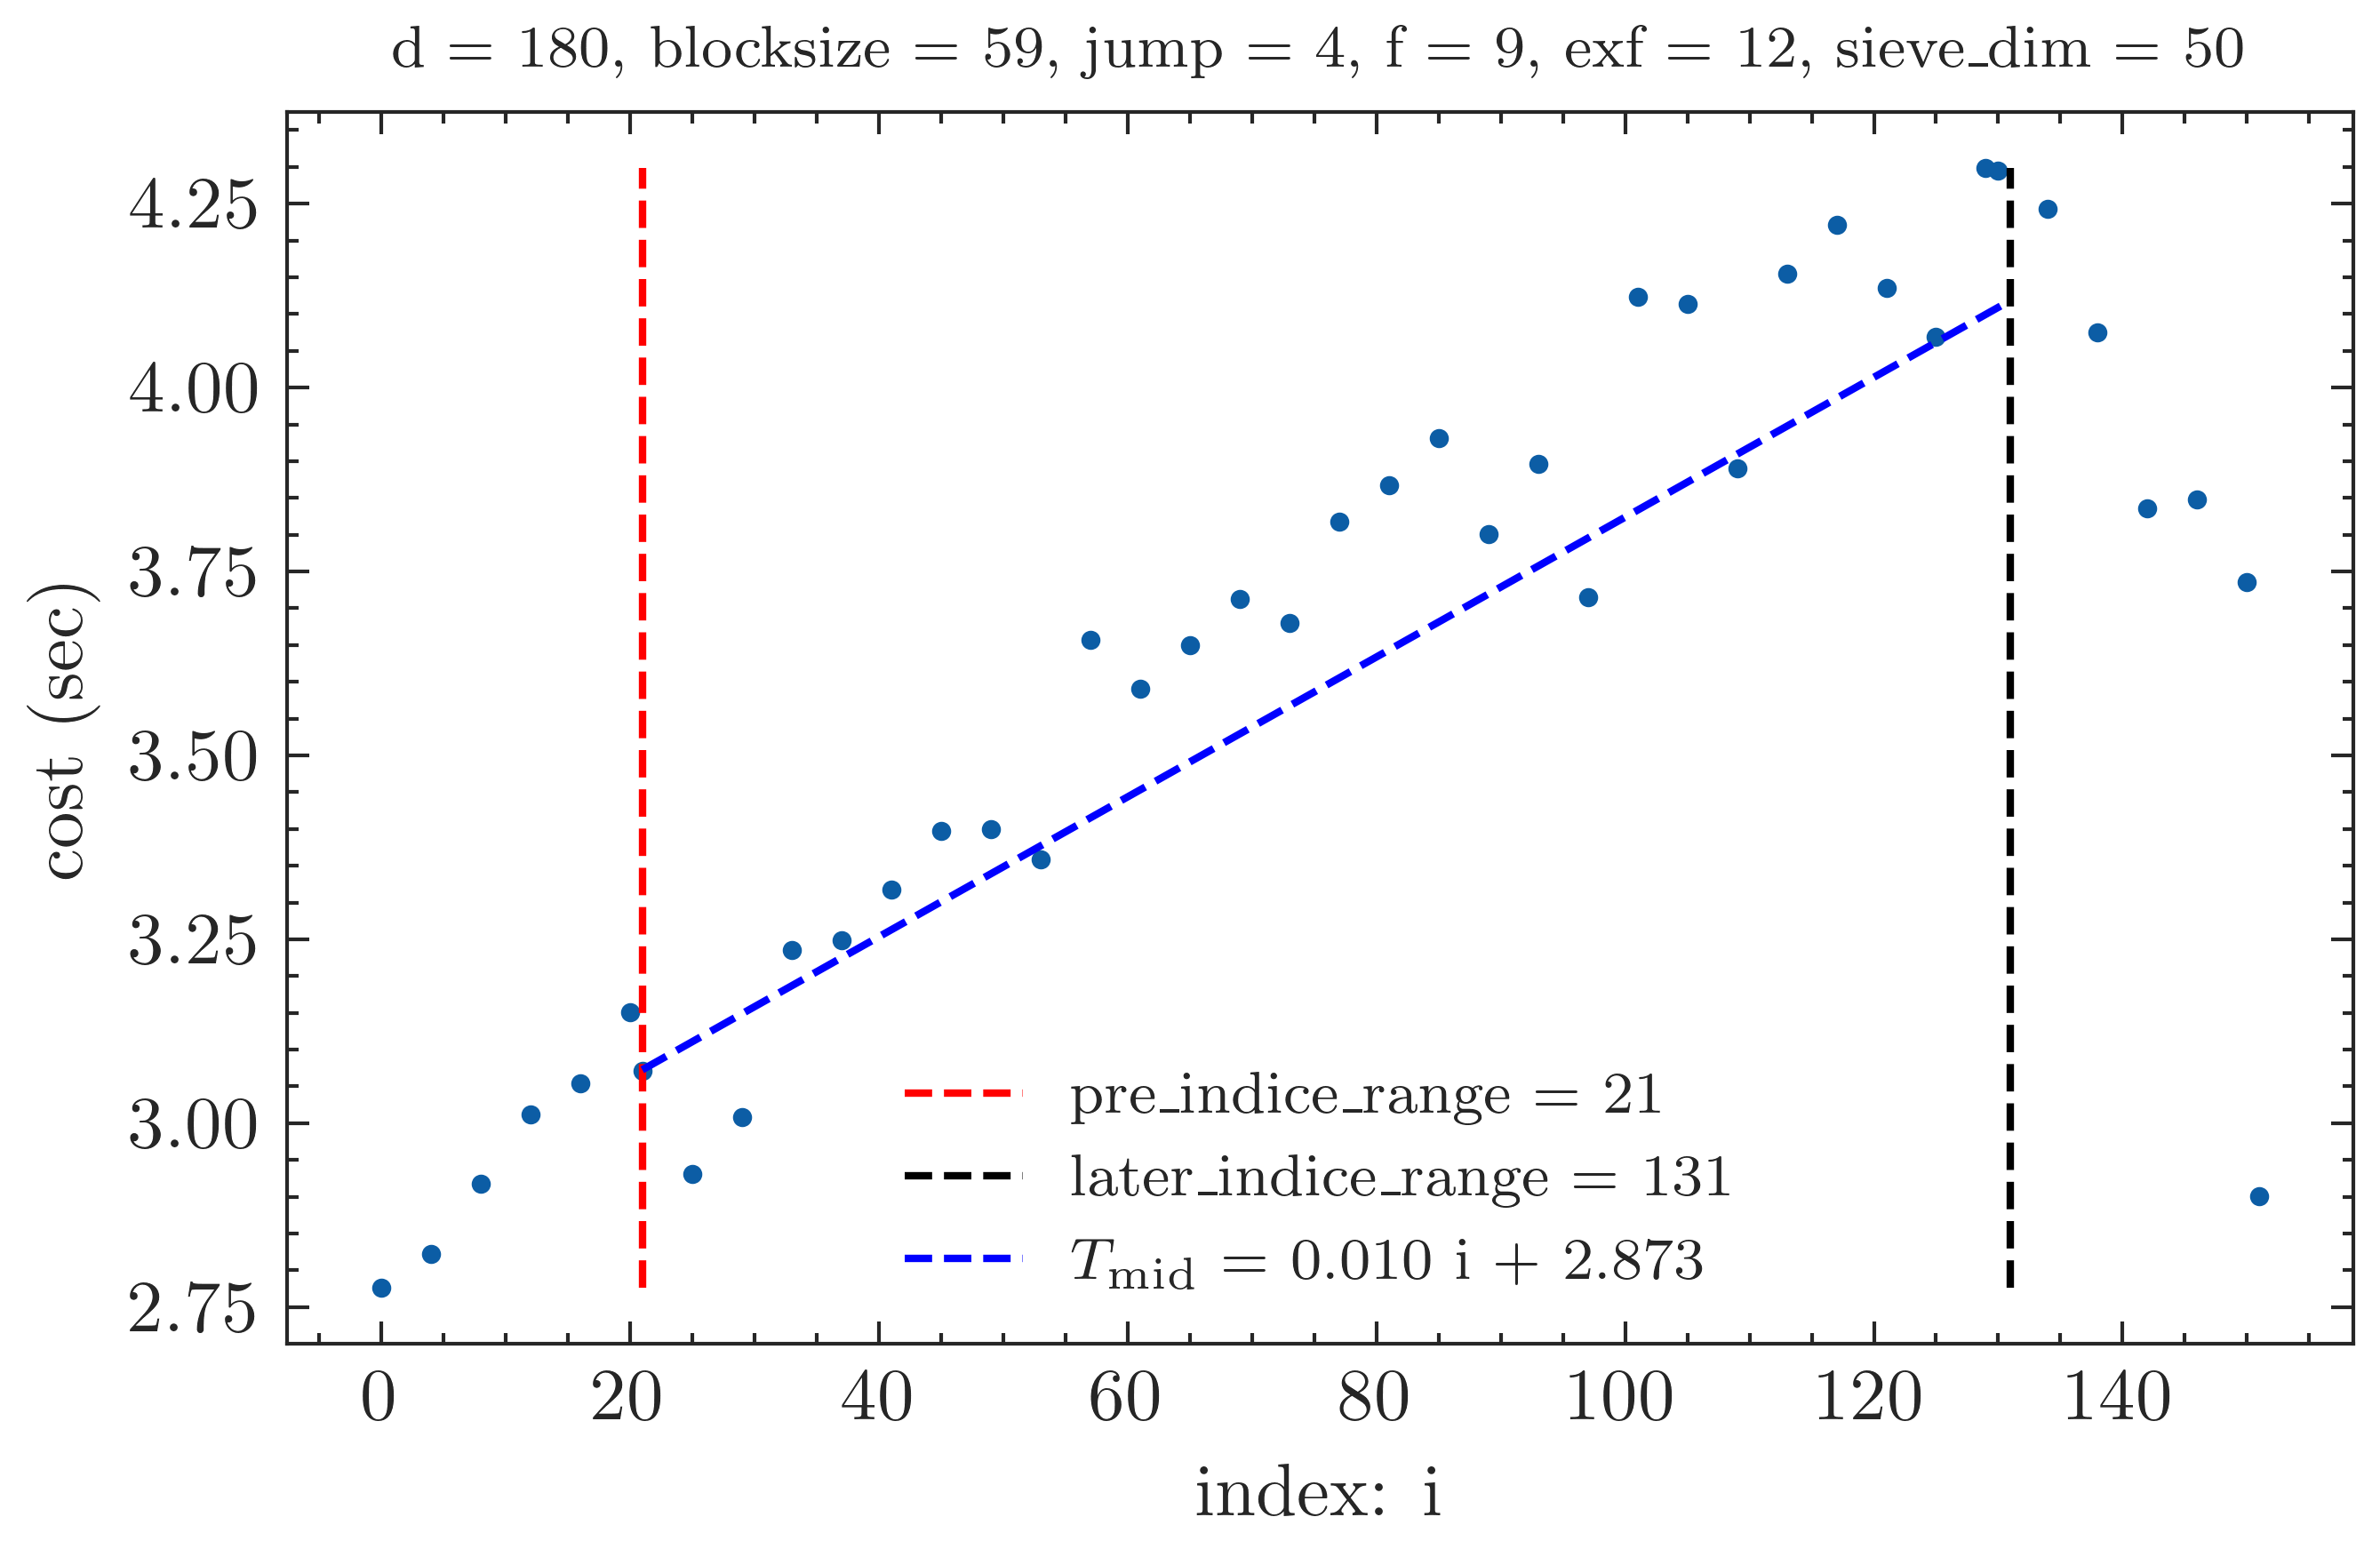 d = 180, blocksize = 59, jump = 4, f = 9, exf = 12, sieve_dim = 50
4.25
4.00
3.75
3.50
3.25
3.00
2.75
cost (sec)
pre_indice_range = 21
later_indice_range = 131
T_mid = 0.010 i + 2.873
0 20 40 60 80 100 120 140
index: i